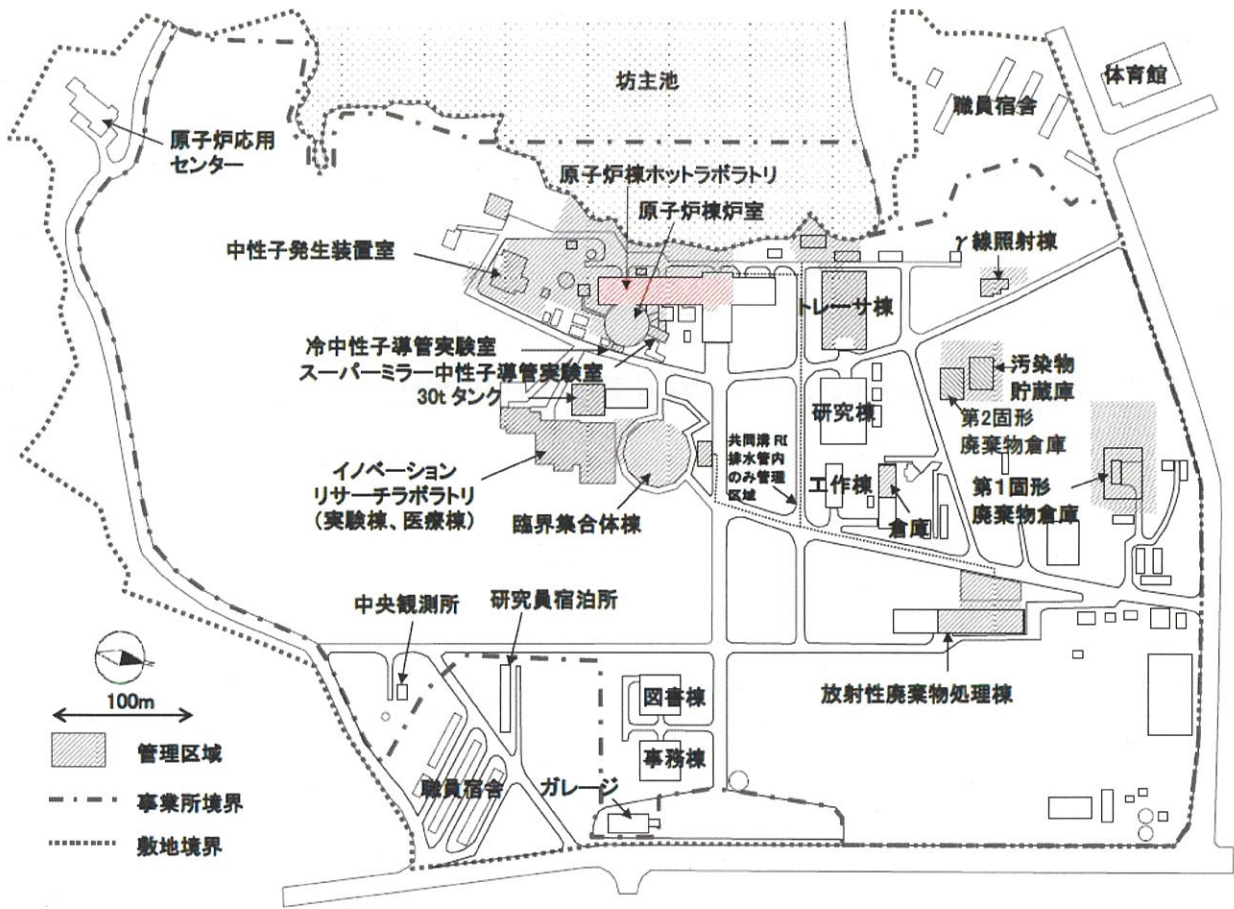 坊主池
体育館
職員宿舎
原子炉応用
センター
原子炉棟ホットラボラトリ
原子炉棟炉室
中性子発生装置室
γ線照射棟
トレーサ棟
冷中性子導管実験室
スーパーミラー中性子導管実験室
30t タンク
汚染物
貯蔵庫
研究棟
第2固形
廃棄物倉庫
共同溝 RI
排水管内
のみ管理
区域
イノベーション
リサーチラボラトリ
(実験棟、医療棟)
臨界集合体棟
工作棟
倉庫
第1固形
廃棄物倉庫
中央観測所
研究員宿泊所
放射性廃棄物処理棟
図書棟
事務棟
職員宿舎
ガレージ
100m
管理区域
事業所境界
敷地境界